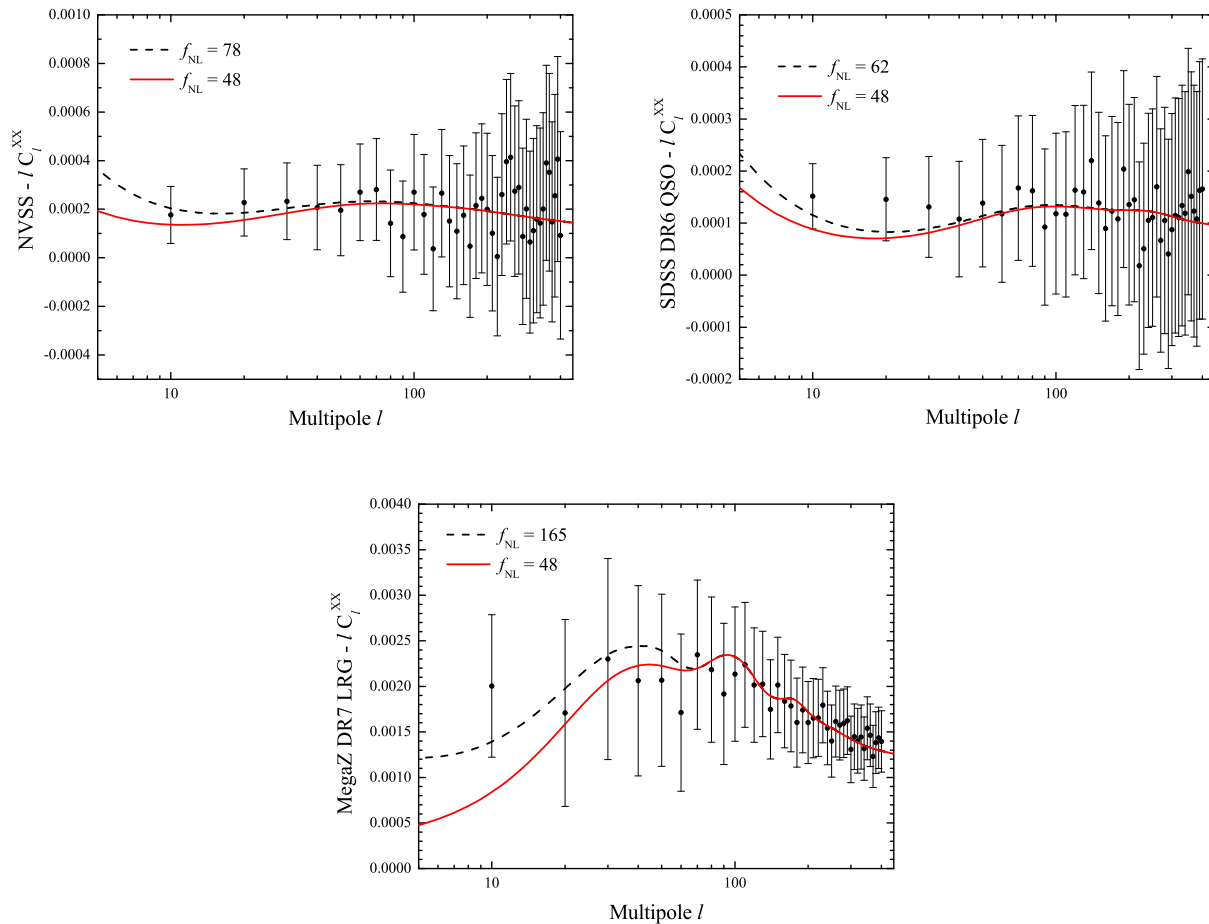 0.0010
0.0008
0.0006
0.0004
0.0002
0.0000
-0.0002
-0.0004
NVSS - l C_l^XX
f_NL = 78
f_NL = 48
10
100
Multipole l
0.0005
0.0004
0.0003
0.0002
0.0001
0.0000
-0.0001
-0.0002
SDSS DR6 QSO - l C_l^XX
f_NL = 62
f_NL = 48
10
100
Multipole l
0.0040
0.0035
0.0030
0.0025
0.0020
0.0015
0.0010
0.0005
0.0000
MegaZ DR7 LRG - l C_l^XX
f_NL = 165
f_NL = 48
10
100
Multipole l